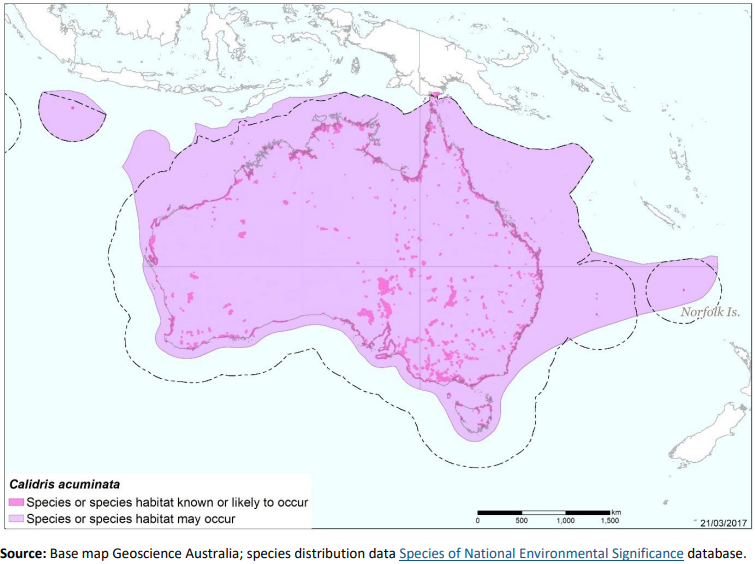 Norfolk Is.
Calidris acuminata
Species or species habitat known or likely to occur
Species or species habitat may occur
km
0 500 1,000 1,500
21/03/2017
Source: Base map Geoscience Australia; species distribution data Species of National Environmental Significance database.